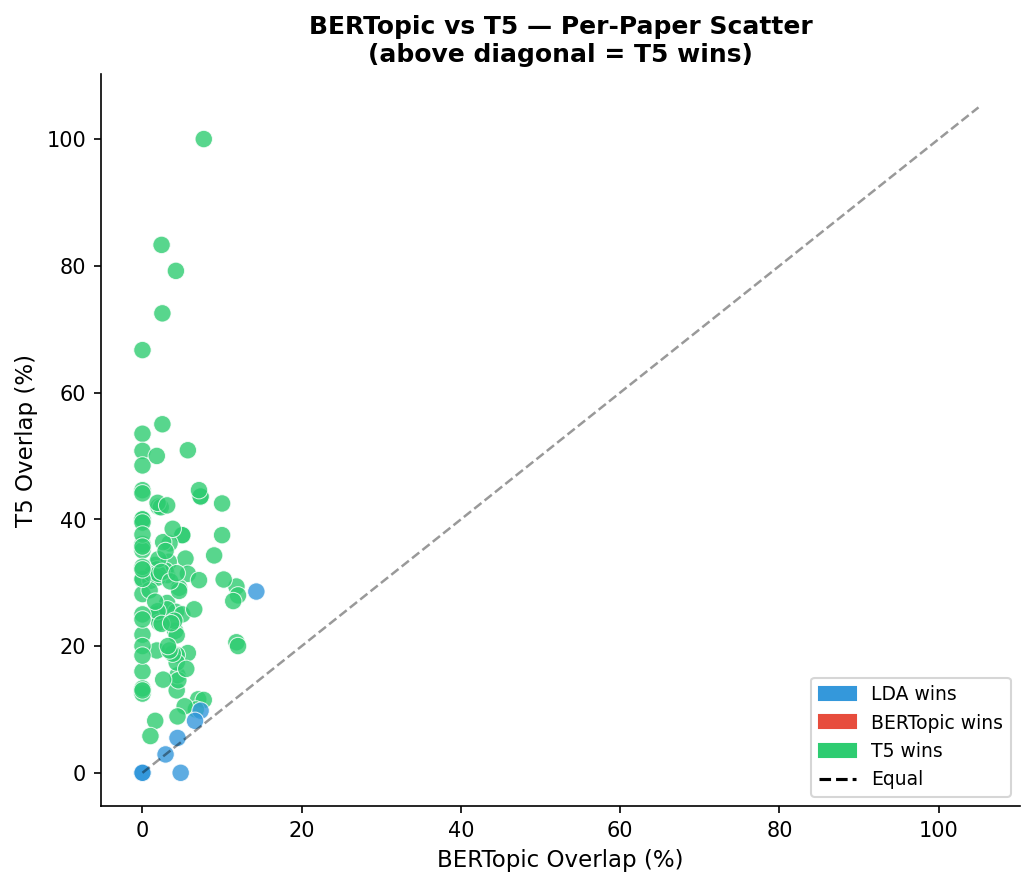 BERTopic vs T5 — Per-Paper Scatter
(above diagonal = T5 wins)
T5 Overlap (%)
100
80
60
40
20
0
0 20 40 60 80 100
BERTopic Overlap (%)
LDA wins
BERTopic wins
T5 wins
Equal